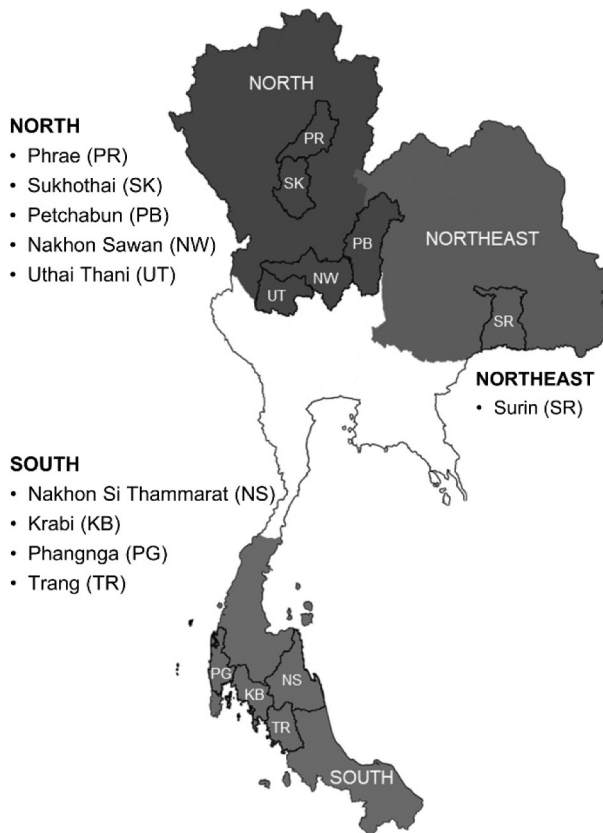 NORTH
NORTH
• Phrae (PR)
• Sukhothai (SK)
• Petchabun (PB)
• Nakhon Sawan (NW)
• Uthai Thani (UT)
PR
SK
PB
NW
UT
NORTHEAST
SR
NORTHEAST
• Surin (SR)
SOUTH
• Nakhon Si Thammarat (NS)
• Krabi (KB)
• Phangnga (PG)
• Trang (TR)
PG
NS
KB
TR
SOUTH